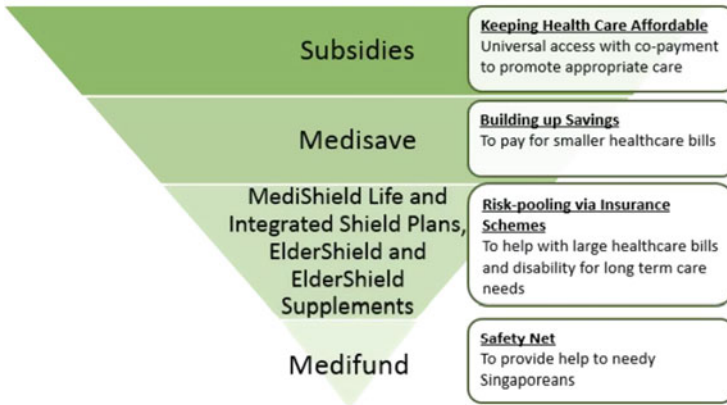 Subsidies
Keeping Health Care Affordable
Universal access with co-payment
to promote appropriate care
Medisave
Building up Savings
To pay for smaller healthcare bills
MediShield Life and
Integrated Shield Plans,
ElderShield and
ElderShield
Supplements
Risk-pooling via Insurance
Schemes
To help with large healthcare bills
and disability for long term care
needs
Medifund
Safety Net
To provide help to needy
Singaporeans